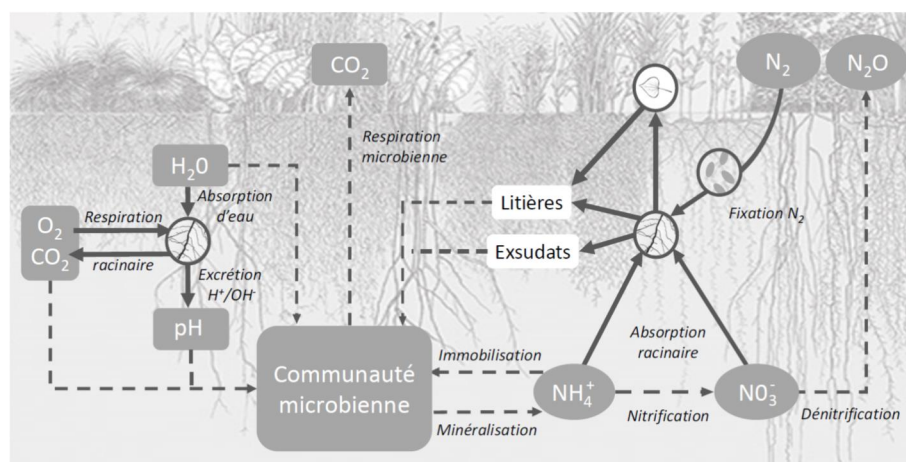 CO₂
N₂
N₂O
Respiration
microbienne
H₂0
Absorption
d'eau
Litières
Fixation N₂
O₂
CO₂
Respiration
racinaire
Exsudats
Excrétion
H⁺/OH⁻
pH
Absorption
racinaire
Communauté
microbienne
Immobilisation
Minéralisation
NH₄⁺
Nitrification
N0₃⁻
Dénitrification